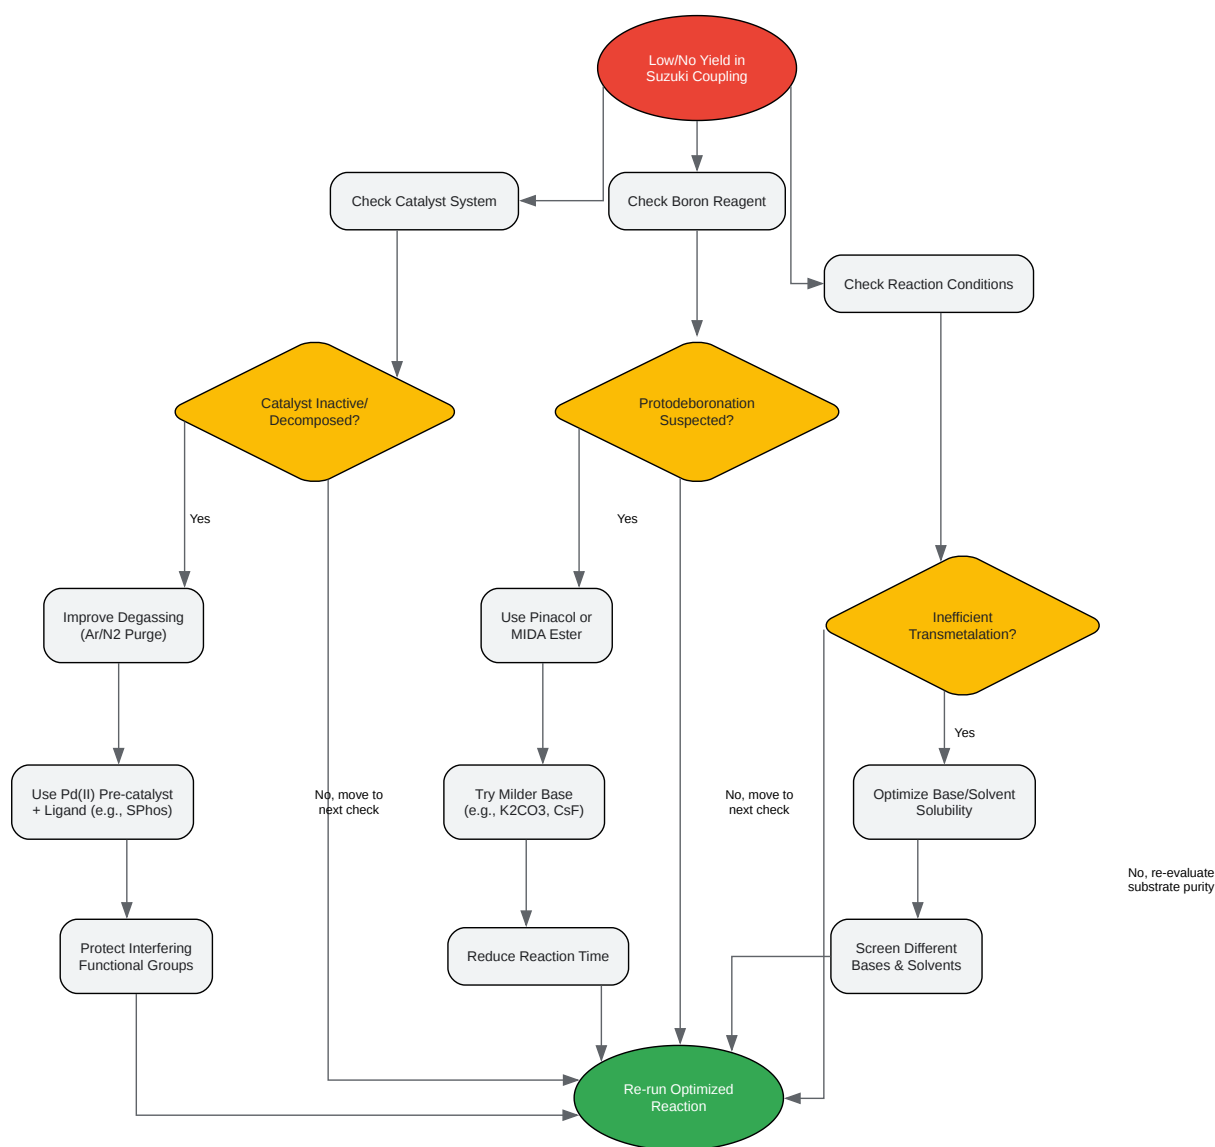 Low/No Yield in
Suzuki Coupling
Check Catalyst System
Check Boron Reagent
Check Reaction Conditions
Catalyst Inactive/
Decomposed?
Protodeboronation
Suspected?
Yes
Yes
Improve Degassing
(Ar/N2 Purge)
Use Pinacol or
MIDA Ester
Inefficient
Transmetalation?
Yes
Use Pd(II) Pre-catalyst
+ Ligand (e.g., SPhos)
No, move to
next check
Try Milder Base
(e.g., K2CO3, CsF)
No, move to
next check
Optimize Base/Solvent
Solubility
No, re-evaluate
substrate purity
Protect Interfering
Functional Groups
Reduce Reaction Time
Screen Different
Bases & Solvents
Re-run Optimized
Reaction